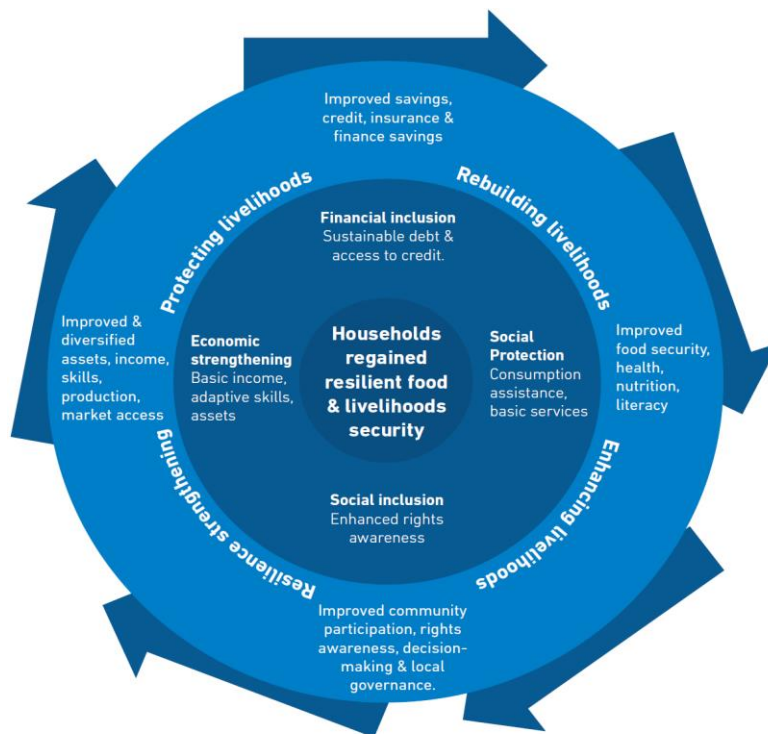 Improved savings,
credit, insurance &
finance savings
Protecting livelihoods
Rebuilding livelihoods
Financial inclusion
Sustainable debt &
access to credit.
Improved &
diversified
assets, income,
skills,
production,
market access
Economic
strengthening
Basic income,
adaptive skills,
assets
Households
regained
resilient food
& livelihoods
security
Social
Protection
Consumption
assistance,
basic services
Improved
food security,
health,
nutrition,
literacy
Resilience strengthening
Enhancing livelihoods
Social inclusion
Enhanced rights
awareness
Improved community
participation, rights
awareness, decision-
making & local
governance.